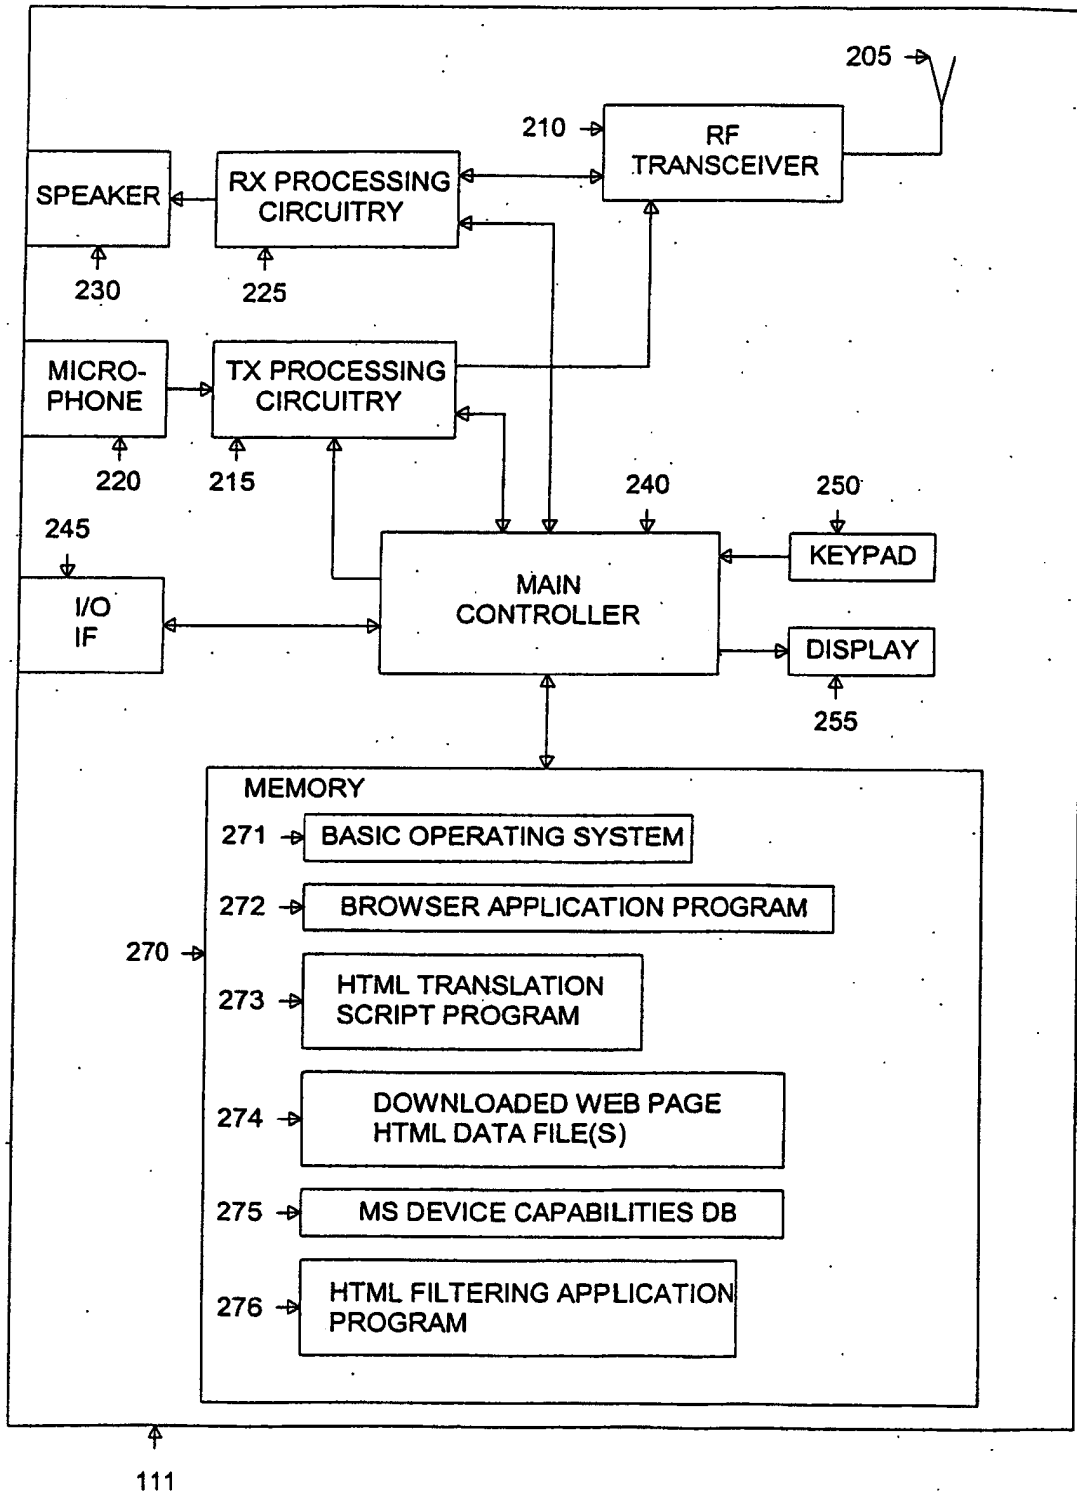 205
210
RF
TRANSCEIVER
SPEAKER
RX PROCESSING
CIRCUITRY
230
225
MICRO-
PHONE
TX PROCESSING
CIRCUITRY
220
215
240
250
245
KEYPAD
I/O
IF
MAIN
CONTROLLER
DISPLAY
255
MEMORY
271
BASIC OPERATING SYSTEM
272
BROWSER APPLICATION PROGRAM
270
273
HTML TRANSLATION
SCRIPT PROGRAM
274
DOWNLOADED WEB PAGE
HTML DATA FILE(S)
275
MS DEVICE CAPABILITIES DB
276
HTML FILTERING APPLICATION
PROGRAM
111